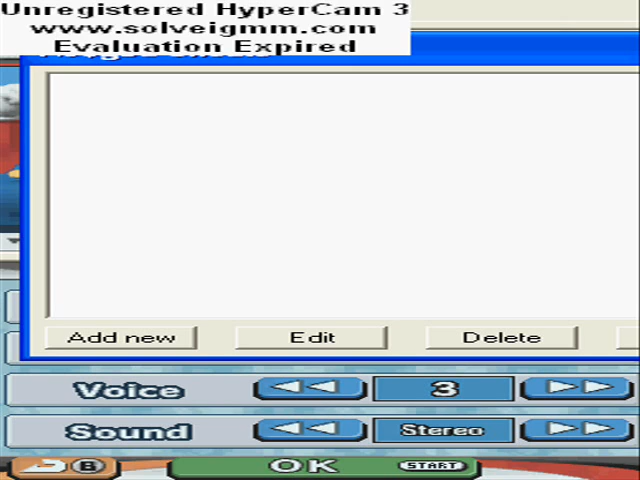 Unregistered HyperCam 3
www.solveigmm.com
Evaluation Expired
Add new
Edit
Delete
Voice
3
Sound
Stereo
B
OK
START